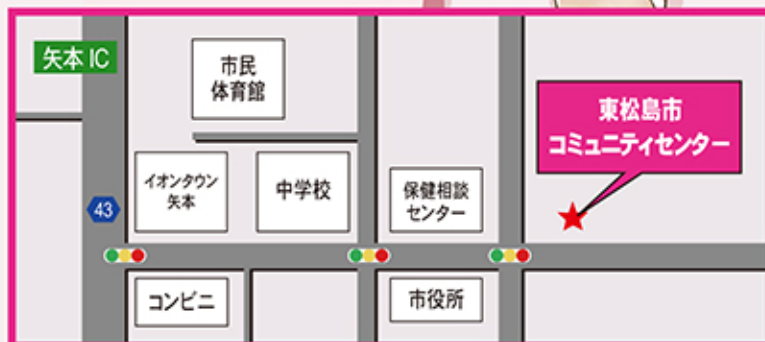 矢本 IC
市民
体育館
東松島市
コミュニティセンター
イオンタウン
矢本
中学校
保健相談
センター
43
コンビニ
市役所